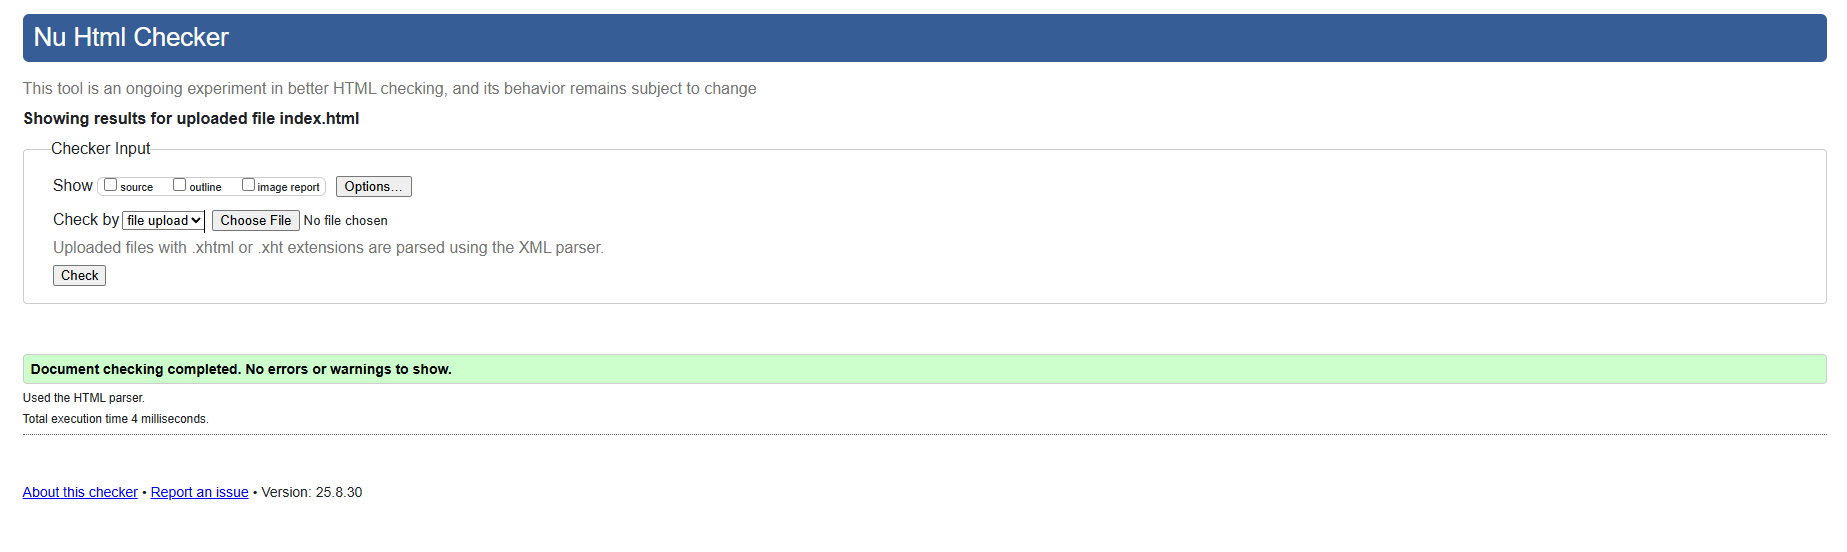 Nu Html Checker
This tool is an ongoing experiment in better HTML checking, and its behavior remains subject to change
Showing results for uploaded file index.html
Checker Input
Show source outline image report Options...
Check by file upload Choose File No file chosen
Uploaded files with .xhtml or .xht extensions are parsed using the XML parser.
Check
Document checking completed. No errors or warnings to show.
Used the HTML parser.
Total execution time 4 milliseconds.
About this checker • Report an issue • Version: 25.8.30